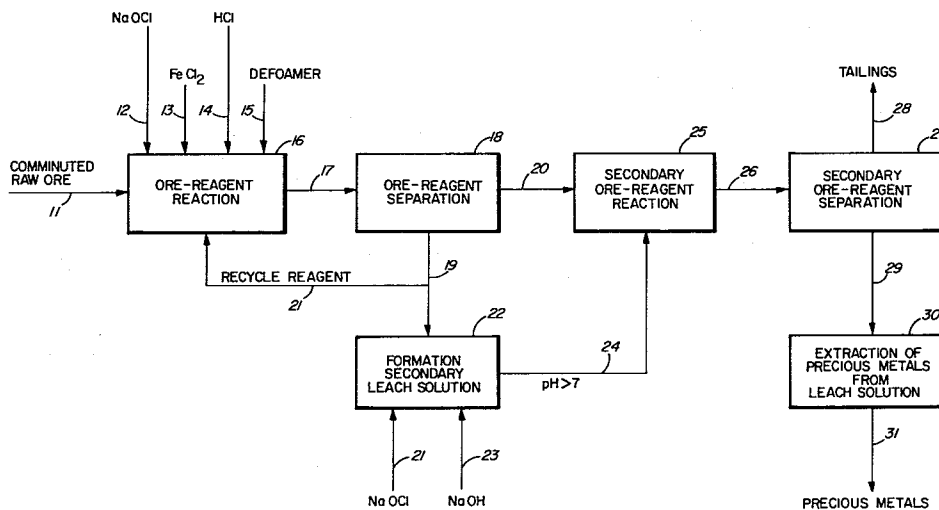 NaOCl
HCl
FeCl2
DEFOAMER
12
13
14
15
16
COMMINUTED
RAW ORE
11
ORE-REAGENT
REACTION
17
18
ORE-REAGENT
SEPARATION
20
25
SECONDARY
ORE-REAGENT
REACTION
26
TAILINGS
28
SECONDARY
ORE-REAGENT
SEPARATION
RECYCLE REAGENT
21
19
22
FORMATION
SECONDARY
LEACH SOLUTION
24
pH>7
29
30
EXTRACTION OF
PRECIOUS METALS
FROM
LEACH SOLUTION
21
23
NaOCl
NaOH
31
PRECIOUS METALS